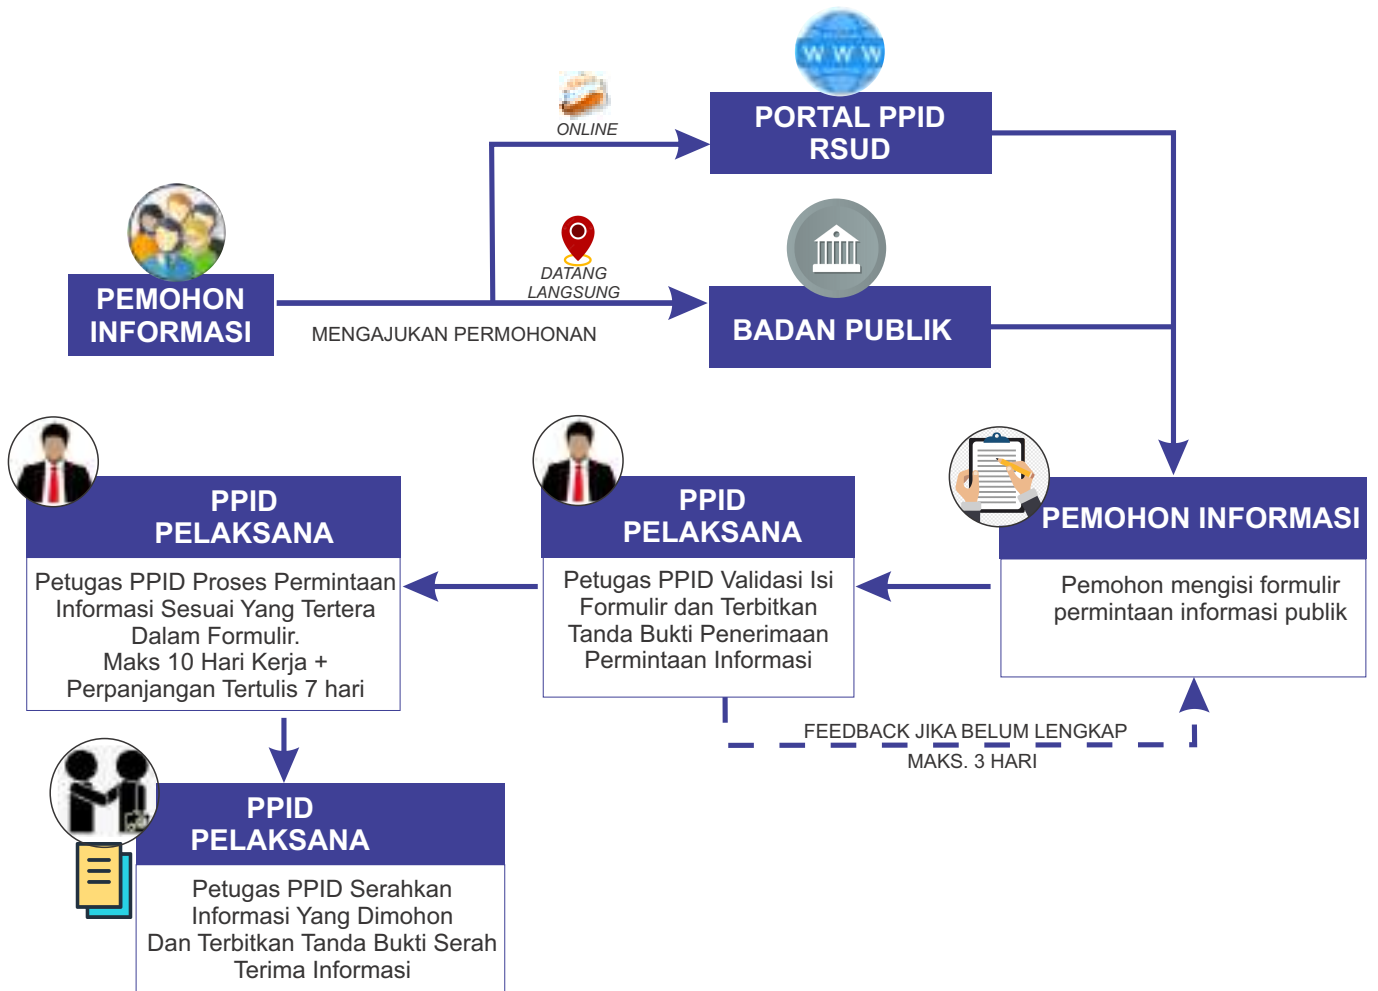 WWW
ONLINE
PORTAL PPID
RSUD
DATANG
LANGSUNG
PEMOHON
INFORMASI
MENGAJUKAN PERMOHONAN
BADAN PUBLIK
PEMOHON INFORMASI
Pemohon mengisi formulir
permintaan informasi publik
PPID
PELAKSANA
Petugas PPID Validasi Isi
Formulir dan Terbitkan
Tanda Bukti Penerimaan
Permintaan Informasi
FEEDBACK JIKA BELUM LENGKAP
MAKS. 3 HARI
PPID
PELAKSANA
Petugas PPID Proses Permintaan
Informasi Sesuai Yang Tertera
Dalam Formulir.
Maks 10 Hari Kerja +
Perpanjangan Tertulis 7 hari
PPID
PELAKSANA
Petugas PPID Serahkan
Informasi Yang Dimohon
Dan Terbitkan Tanda Bukti Serah
Terima Informasi